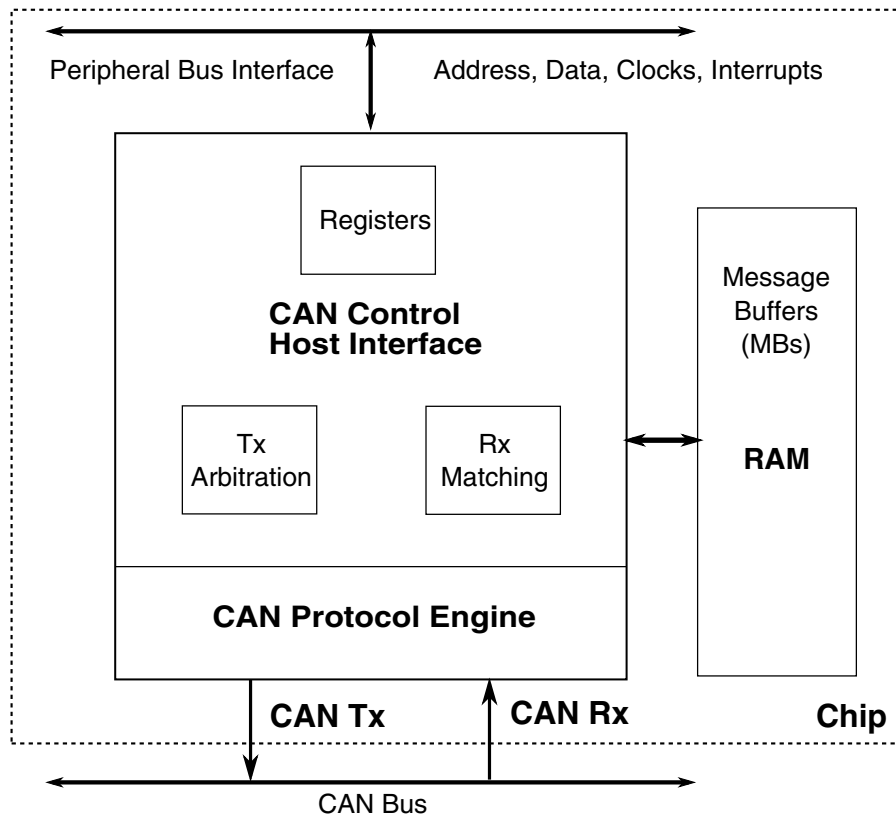 Peripheral Bus Interface
Address, Data, Clocks, Interrupts
Registers
CAN Control
Host Interface
Tx
Arbitration
Rx
Matching
Message
Buffers
(MBs)
RAM
CAN Protocol Engine
CAN Tx
CAN Rx
Chip
CAN Bus